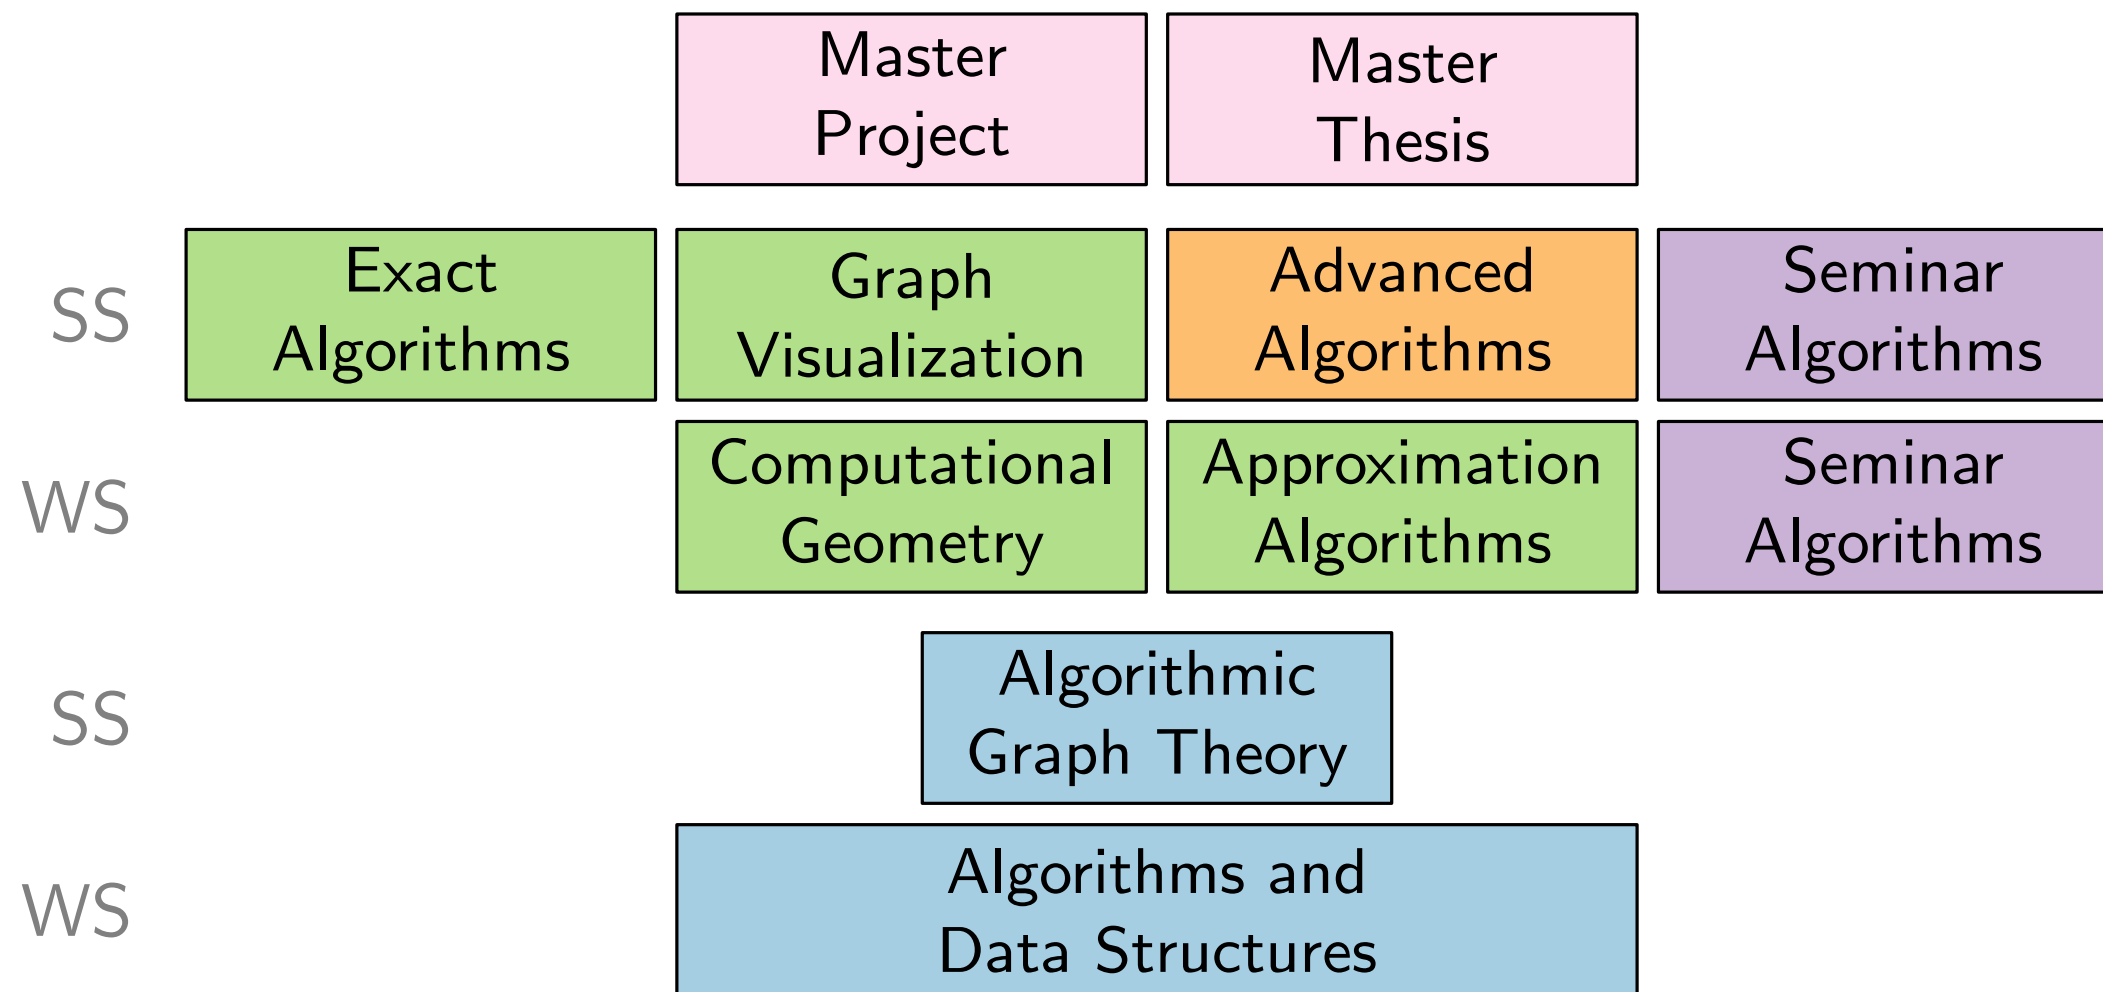 Master
Project
Master
Thesis
SS
Exact
Algorithms
Graph
Visualization
Advanced
Algorithms
Seminar
Algorithms
WS
Computational
Geometry
Approximation
Algorithms
Seminar
Algorithms
SS
Algorithmic
Graph Theory
WS
Algorithms and
Data Structures